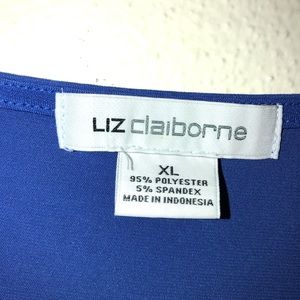 LIZ claiborne
XL
95% POLYESTER
5% SPANDEX
MADE IN INDONESIA